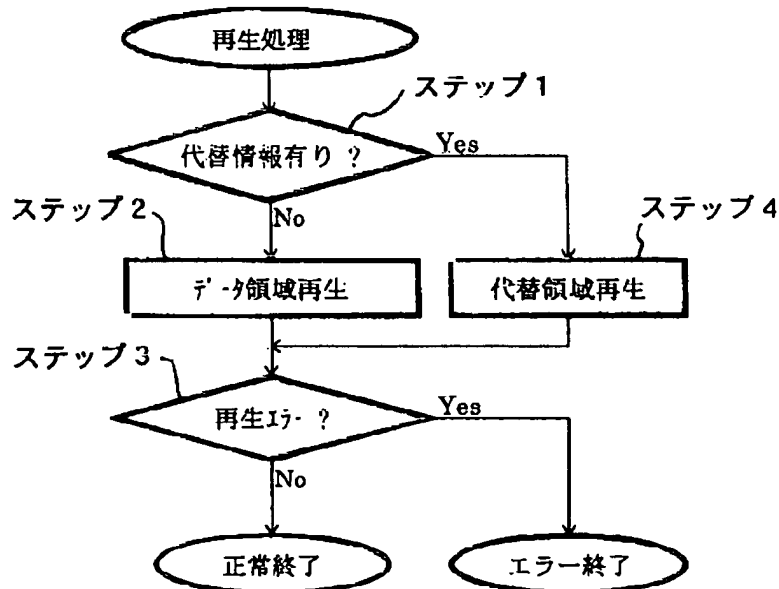 再生処理
ステップ1
代替情報有り ?
Yes
No
ステップ2
ステップ4
ﾃﾞｰﾀ領域再生
代替領域再生
ステップ3
再生ｴﾗｰ ?
Yes
No
正常終了
エラー終了